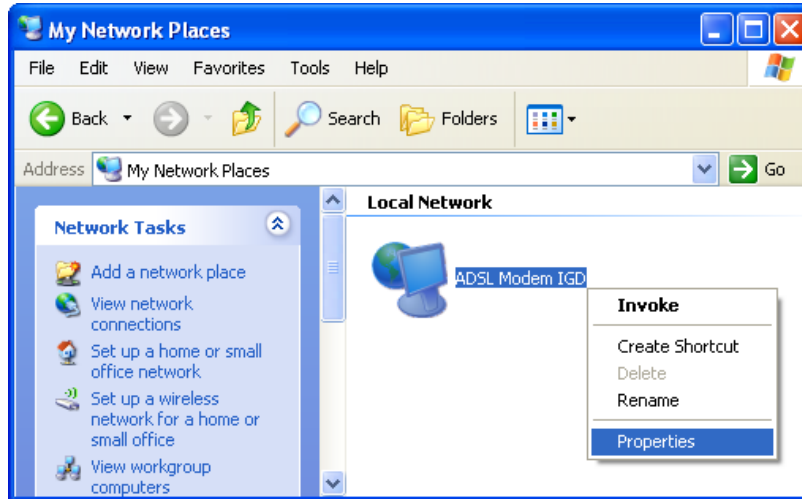 My Network Places
File Edit View Favorites Tools Help
Back Search Folders
Address My Network Places Go
Network Tasks
Add a network place
View network
connections
Set up a home or small
office network
Set up a wireless
network for a home or
small office
View workgroup
computers
Local Network
ADSL Modem IGD
Invoke
Create Shortcut
Delete
Rename
Properties